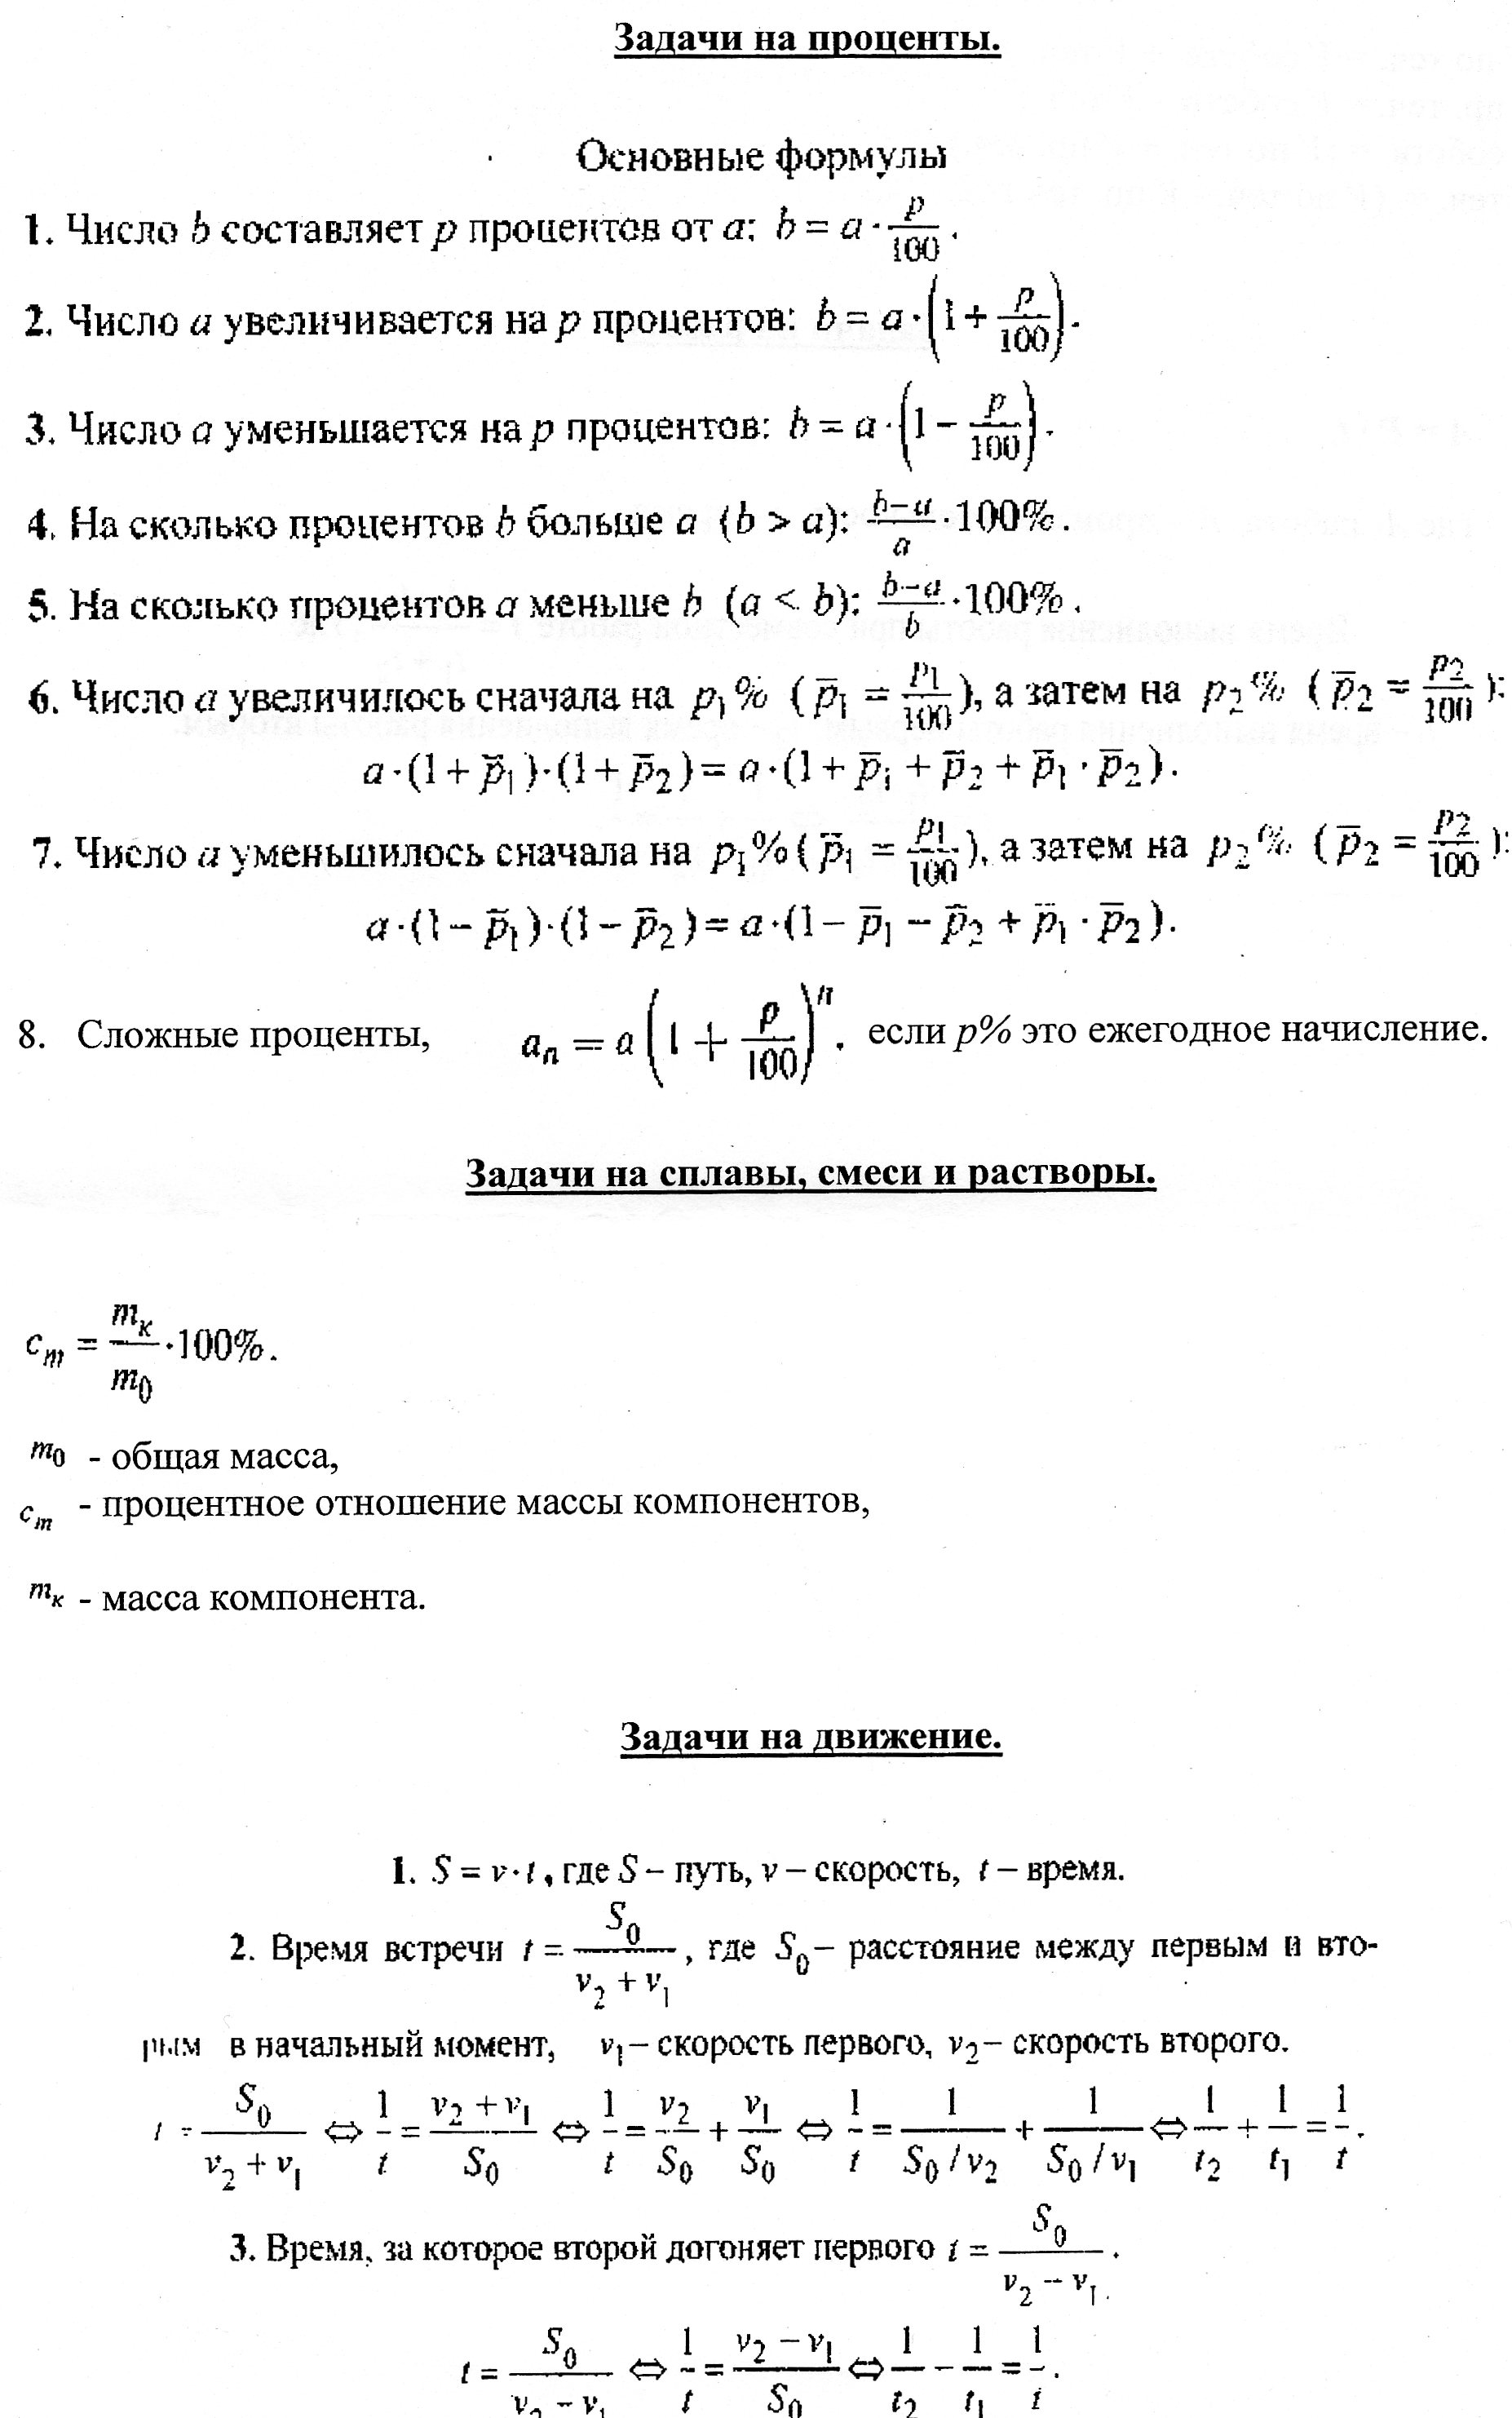 Задачи на проценты.
Основные формулы
1. Число b составляет p процентов от a: b = a · p/100 .
2. Число a увеличивается на p процентов: b = a · (1 + p/100).
3. Число a уменьшается на p процентов: b = a · (1 − p/100).
4. На сколько процентов b больше a (b > a): (b−a)/a · 100%.
5. На сколько процентов a меньше b (a < b): (b−a)/b · 100%.
6. Число a увеличилось сначала на p₁% (p̄₁ = p₁/100), а затем на p₂% (p̄₂ = p₂/100):
a · (1 + p̄₁) · (1 + p̄₂) = a · (1 + p̄₁ + p̄₂ + p̄₁ · p̄₂).
7. Число a уменьшилось сначала на p₁% (p̄₁ = p₁/100), а затем на p₂% (p̄₂ = p₂/100):
a · (1 − p̄₁) · (1 − p̄₂) = a · (1 − p̄₁ − p̄₂ + p̄₁ · p̄₂).
8. Сложные проценты, aₙ = a (1 + p/100)ⁿ. если p% это ежегодное начисление.
Задачи на сплавы, смеси и растворы.
c_m = m_к/m₀ · 100%.
m₀ - общая масса,
c_m - процентное отношение массы компонентов,
m_к - масса компонента.
Задачи на движение.
1. S = v · t, где S – путь, v – скорость, t – время.
2. Время встречи t = S₀/(v₂ + v₁), где S₀ – расстояние между первым и вто-
рым в начальный момент, v₁ – скорость первого, v₂ – скорость второго.
t = S₀/(v₂ + v₁) ⇔ 1/t = (v₂ + v₁)/S₀ ⇔ 1/t = v₂/S₀ + v₁/S₀ ⇔ 1/t = 1/(S₀/v₂) + 1/(S₀/v₁) ⇔ 1/t₂ + 1/t₁ = 1/t.
3. Время, за которое второй догоняет первого t = S₀/(v₂ − v₁).
t = S₀/(v₂ − v₁) ⇔ 1/t = (v₂ − v₁)/S₀ ⇔ 1/t₂ − 1/t₁ = 1/t.